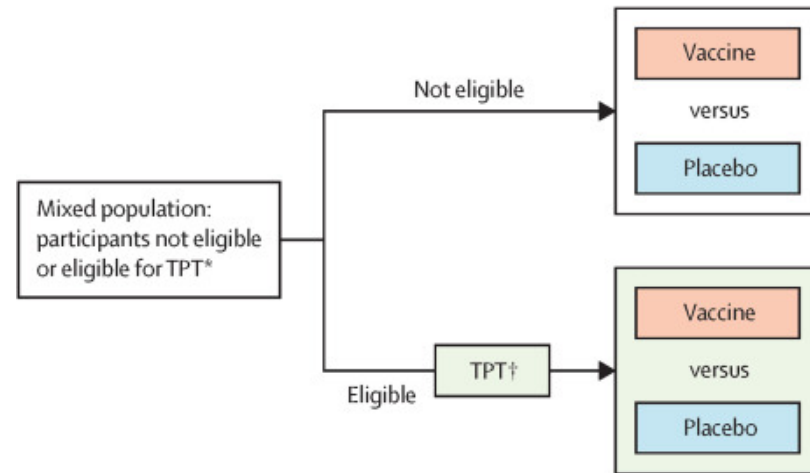 Mixed population:
participants not eligible
or eligible for TPT*
Not eligible
Vaccine
versus
Placebo
Eligible
TPT†
Vaccine
versus
Placebo